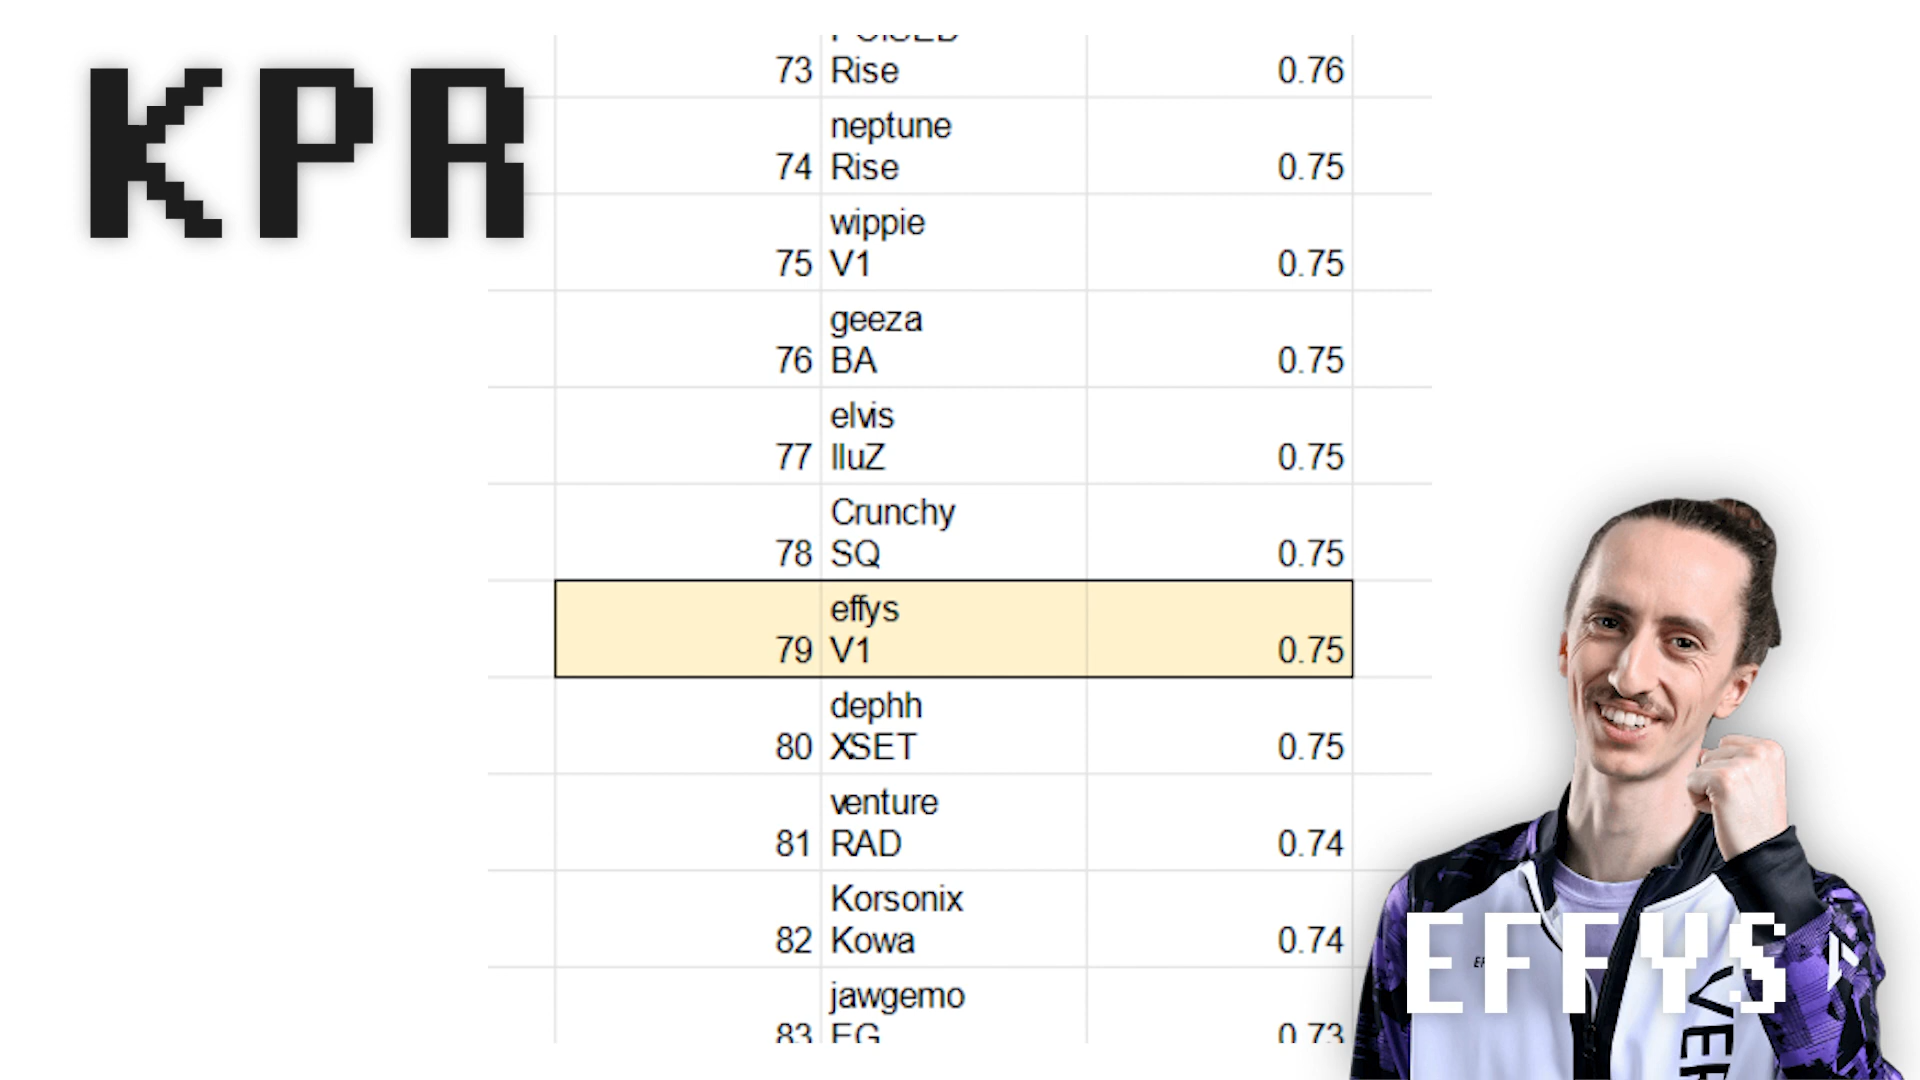 KPR
73 Rise 0.76
neptune
74 Rise 0.75
wippie
75 V1 0.75
geeza
76 BA 0.75
elvis
77 IluZ 0.75
Crunchy
78 SQ 0.75
effys
79 V1 0.75
dephh
80 XSET 0.75
venture
81 RAD 0.74
Korsonix
82 Kowa 0.74
jawgemo
83 EG 0.73
EFFYS